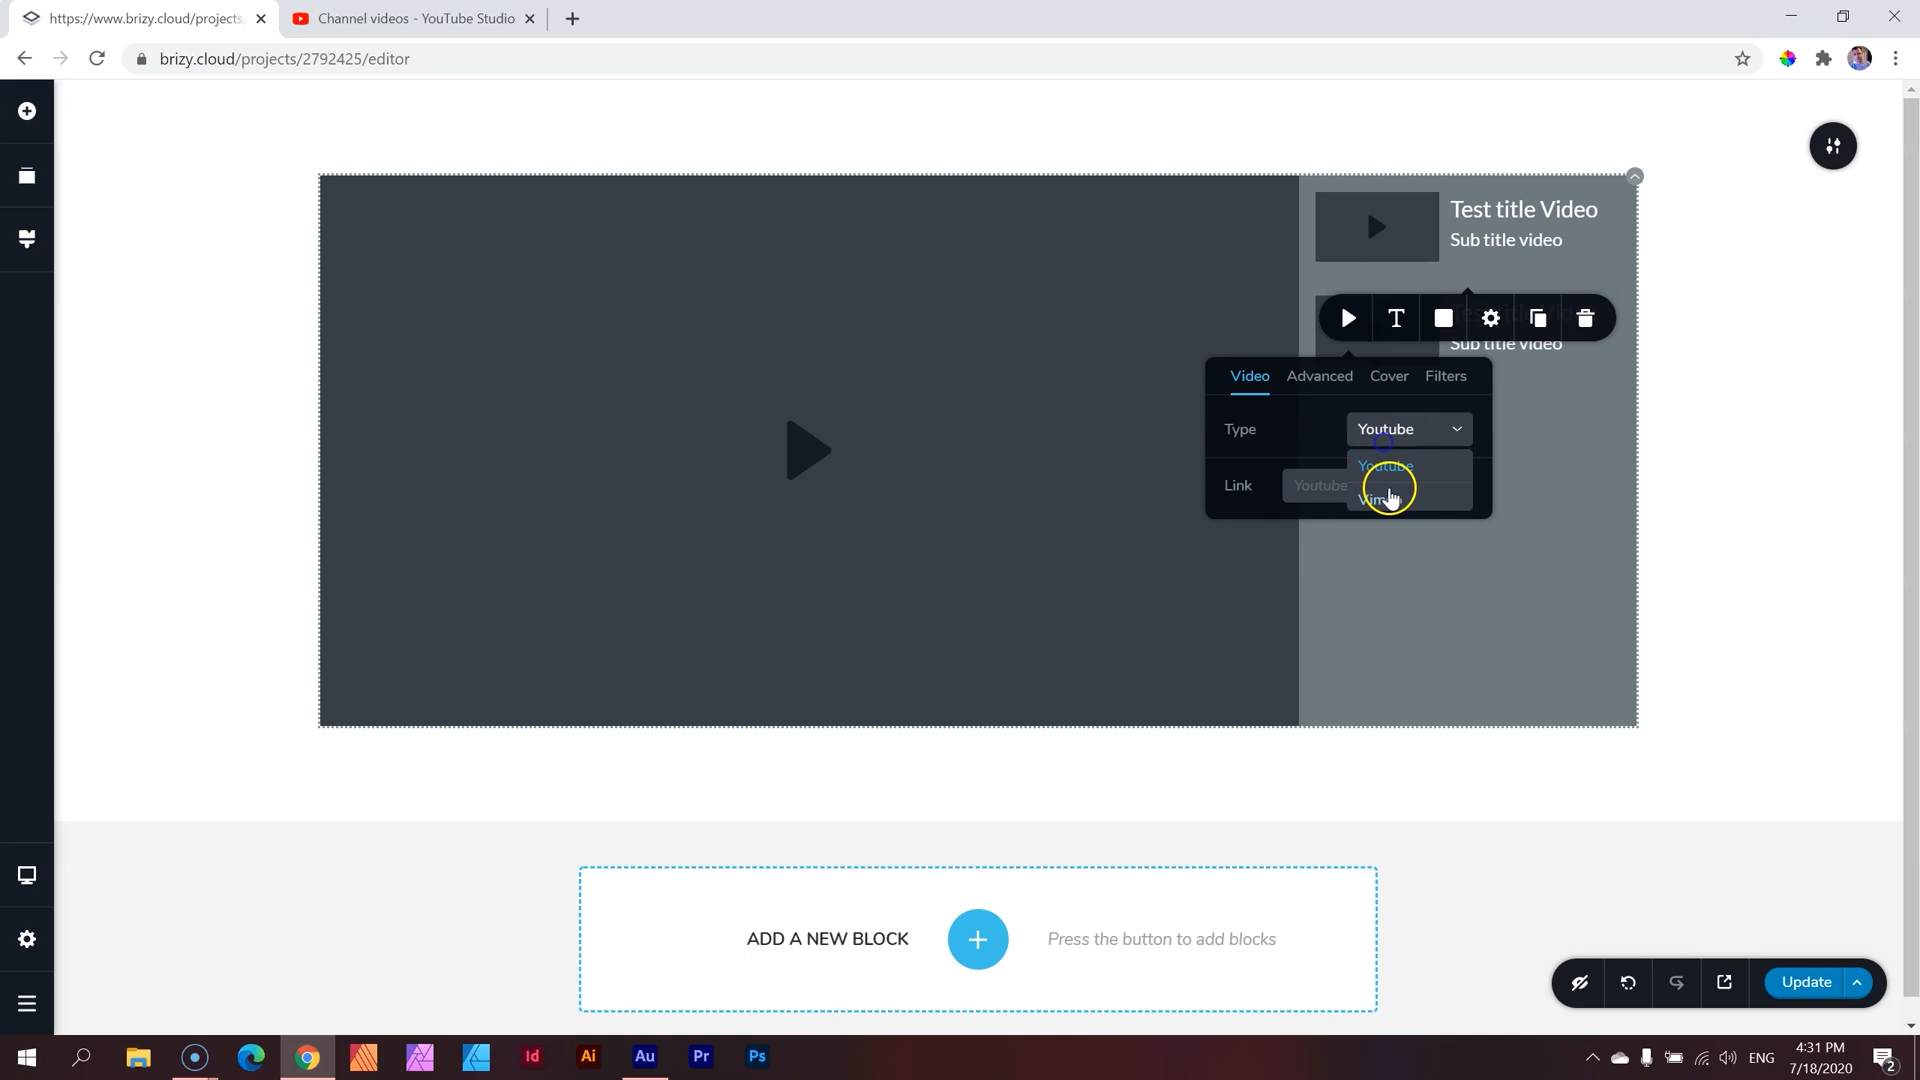 https://www.brizy.cloud/projects
Channel videos - YouTube Studio
brizy.cloud/projects/2792425/editor
Test title Video
Sub title video
Sub title video
Video
Advanced
Cover
Filters
Type
Youtube
Youtube
Link
Youtube
ADD A NEW BLOCK
Press the button to add blocks
Update
Id
Ai
Au
Pr
Ps
ENG
4:31 PM
7/18/2020
2